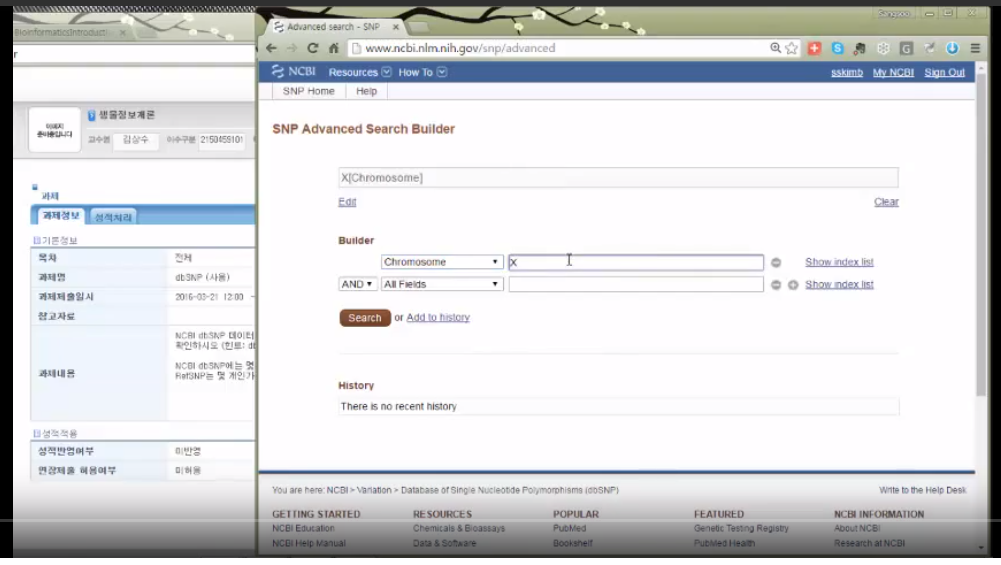 BioinformaticsIntroducti
Advanced search - SNP
www.ncbi.nlm.nih.gov/snp/advanced
NCBI Resources How To
sskimb My NCBI Sign Out
SNP Home Help
생물정보개론
교수명 김상수 이수구분 2150455101
SNP Advanced Search Builder
X[Chromosome]
Edit Clear
과제
과제정보 성적처리
기본정보
목차 전체
과제명 dbSNP (사용)
과제제출일시 2016-03-21 12:00 ~
참고자료
과제내용
NCBI dbSNP 데이터
확인하시오 (힌트: db
NCBI dbSNP에는 몇
RefSNP는 몇 개인가
Builder
Chromosome X Show index list
AND All Fields Show index list
Search or Add to history
History
There is no recent history
성적적용
성적반영여부 미반영
연장제출 허용여부 미허용
You are here: NCBI > Variation > Database of Single Nucleotide Polymorphisms (dbSNP) Write to the Help Desk
GETTING STARTED RESOURCES POPULAR FEATURED NCBI INFORMATION
NCBI Education Chemicals & Bioassays PubMed Genetic Testing Registry About NCBI
NCBI Help Manual Data & Software Bookshelf PubMed Health Research at NCBI